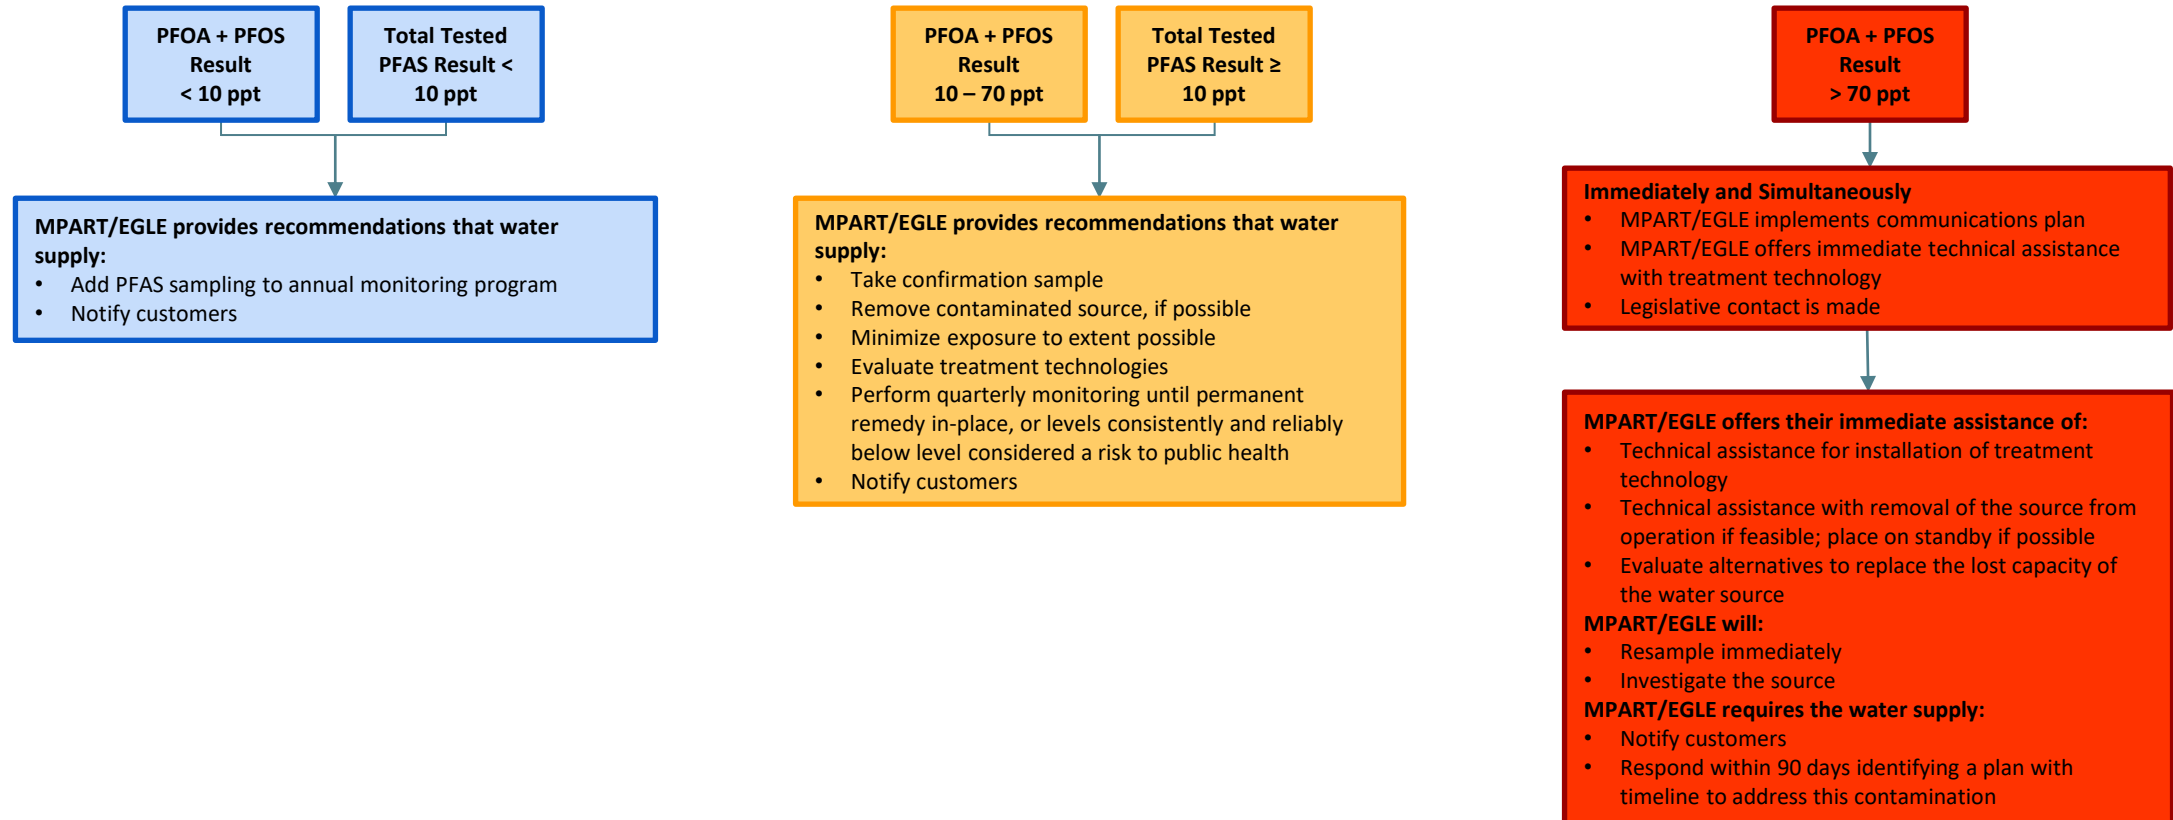 PFOA + PFOS
Result
< 10 ppt
Total Tested
PFAS Result <
10 ppt
MPART/EGLE provides recommendations that water
supply:
• Add PFAS sampling to annual monitoring program
• Notify customers
PFOA + PFOS
Result
10 – 70 ppt
Total Tested
PFAS Result ≥
10 ppt
MPART/EGLE provides recommendations that water
supply:
• Take confirmation sample
• Remove contaminated source, if possible
• Minimize exposure to extent possible
• Evaluate treatment technologies
• Perform quarterly monitoring until permanent
remedy in-place, or levels consistently and reliably
below level considered a risk to public health
• Notify customers
PFOA + PFOS
Result
> 70 ppt
Immediately and Simultaneously
• MPART/EGLE implements communications plan
• MPART/EGLE offers immediate technical assistance
with treatment technology
• Legislative contact is made
MPART/EGLE offers their immediate assistance of:
• Technical assistance for installation of treatment
technology
• Technical assistance with removal of the source from
operation if feasible; place on standby if possible
• Evaluate alternatives to replace the lost capacity of
the water source
MPART/EGLE will:
• Resample immediately
• Investigate the source
MPART/EGLE requires the water supply:
• Notify customers
• Respond within 90 days identifying a plan with
timeline to address this contamination